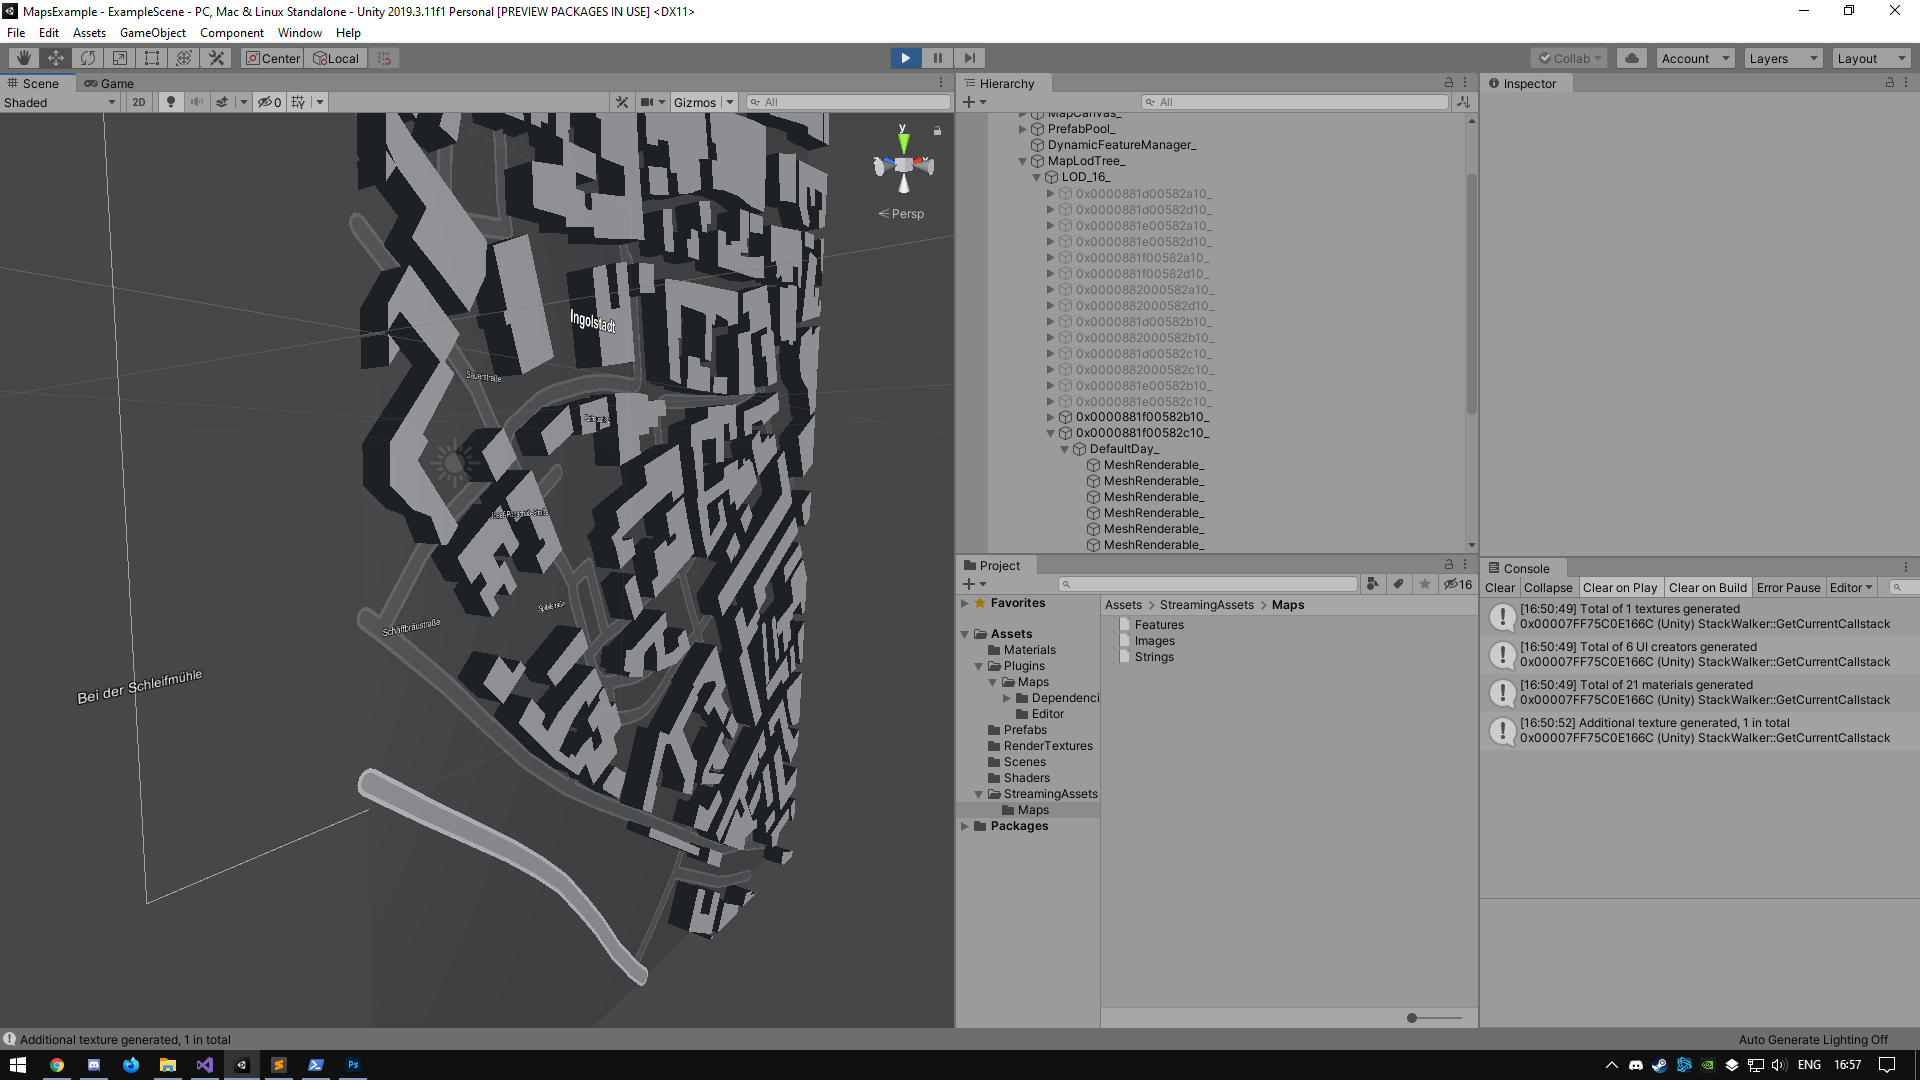 MapsExample - ExampleScene - PC, Mac & Linux Standalone - Unity 2019.3.11f1 Personal [PREVIEW PACKAGES IN USE] <DX11>
File Edit Assets GameObject Component Window Help
Center Local
Collab Account Layers Layout
Scene Game
Shaded 2D 0 Gizmos All
y
Persp
Ingolstadt
Sauerstraße
Schäffbräustraße
Bei der Schleifmühle
Hierarchy
All
MapCanvas_
PrefabPool_
DynamicFeatureManager_
MapLodTree_
LOD_16_
0x0000881d00582a10_
0x0000881d00582d10_
0x0000881e00582a10_
0x0000881e00582d10_
0x0000881f00582a10_
0x0000881f00582d10_
0x0000882000582a10_
0x0000882000582d10_
0x0000881d00582b10_
0x0000882000582b10_
0x0000881d00582c10_
0x0000882000582c10_
0x0000881e00582b10_
0x0000881e00582c10_
0x0000881f00582b10_
0x0000881f00582c10_
DefaultDay_
MeshRenderable_
MeshRenderable_
MeshRenderable_
MeshRenderable_
MeshRenderable_
MeshRenderable_
Project
16
Favorites
Assets
Materials
Plugins
Maps
Dependenci
Editor
Prefabs
RenderTextures
Scenes
Shaders
StreamingAssets
Maps
Packages
Assets > StreamingAssets > Maps
Features
Images
Strings
Inspector
Console
Clear Collapse Clear on Play Clear on Build Error Pause Editor
[16:50:49] Total of 1 textures generated
0x00007FF75C0E166C (Unity) StackWalker::GetCurrentCallstack
[16:50:49] Total of 6 UI creators generated
0x00007FF75C0E166C (Unity) StackWalker::GetCurrentCallstack
[16:50:49] Total of 21 materials generated
0x00007FF75C0E166C (Unity) StackWalker::GetCurrentCallstack
[16:50:52] Additional texture generated, 1 in total
0x00007FF75C0E166C (Unity) StackWalker::GetCurrentCallstack
Additional texture generated, 1 in total
Auto Generate Lighting Off
Ps
ENG 16:57